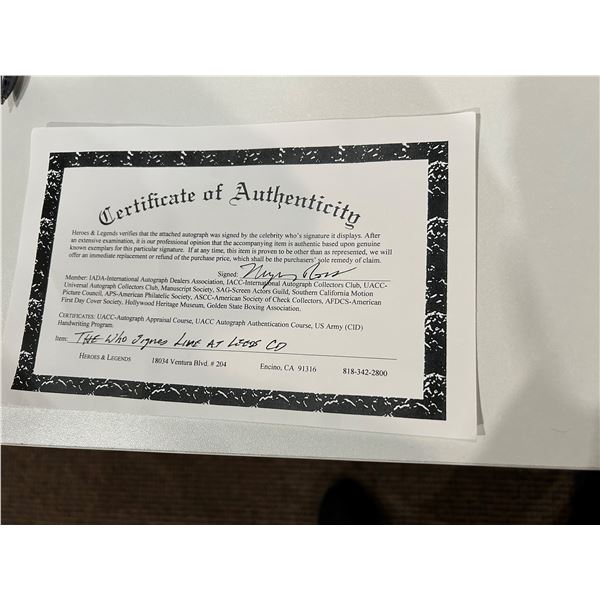 Certificate of Authenticity
Heroes & Legends verifies that the attached autograph was signed by the celebrity who's signature it displays. After
an extensive examination, it is our professional opinion that the accompanying item is authentic based upon genuine
known exemplars for this particular signature. If at any time, this item is proven to be other than as represented, we will
offer an immediate replacement or refund of the purchase price, which shall be the purchasers' sole remedy of claim.
Signed:
Member: IADA-International Autograph Dealers Association, IACC-International Autograph Collectors Club, UACC-
Universal Autograph Collectors Club, Manuscript Society, SAG-Screen Actors Guild, Southern California Motion
Picture Council, APS-American Philatelic Society, ASCC-American Society of Check Collectors, AFDCS-American
First Day Cover Society, Hollywood Heritage Museum, Golden State Boxing Association.
CERTIFICATES: UACC-Autograph Appraisal Course, UACC Autograph Authentication Course, US Army (CID)
Handwriting Program
Item: THE WHO SIGNED LIVE AT LEEDS CD
HEROES & LEGENDS 18034 Ventura Blvd. # 204 Encino, CA 91316 818-342-2800